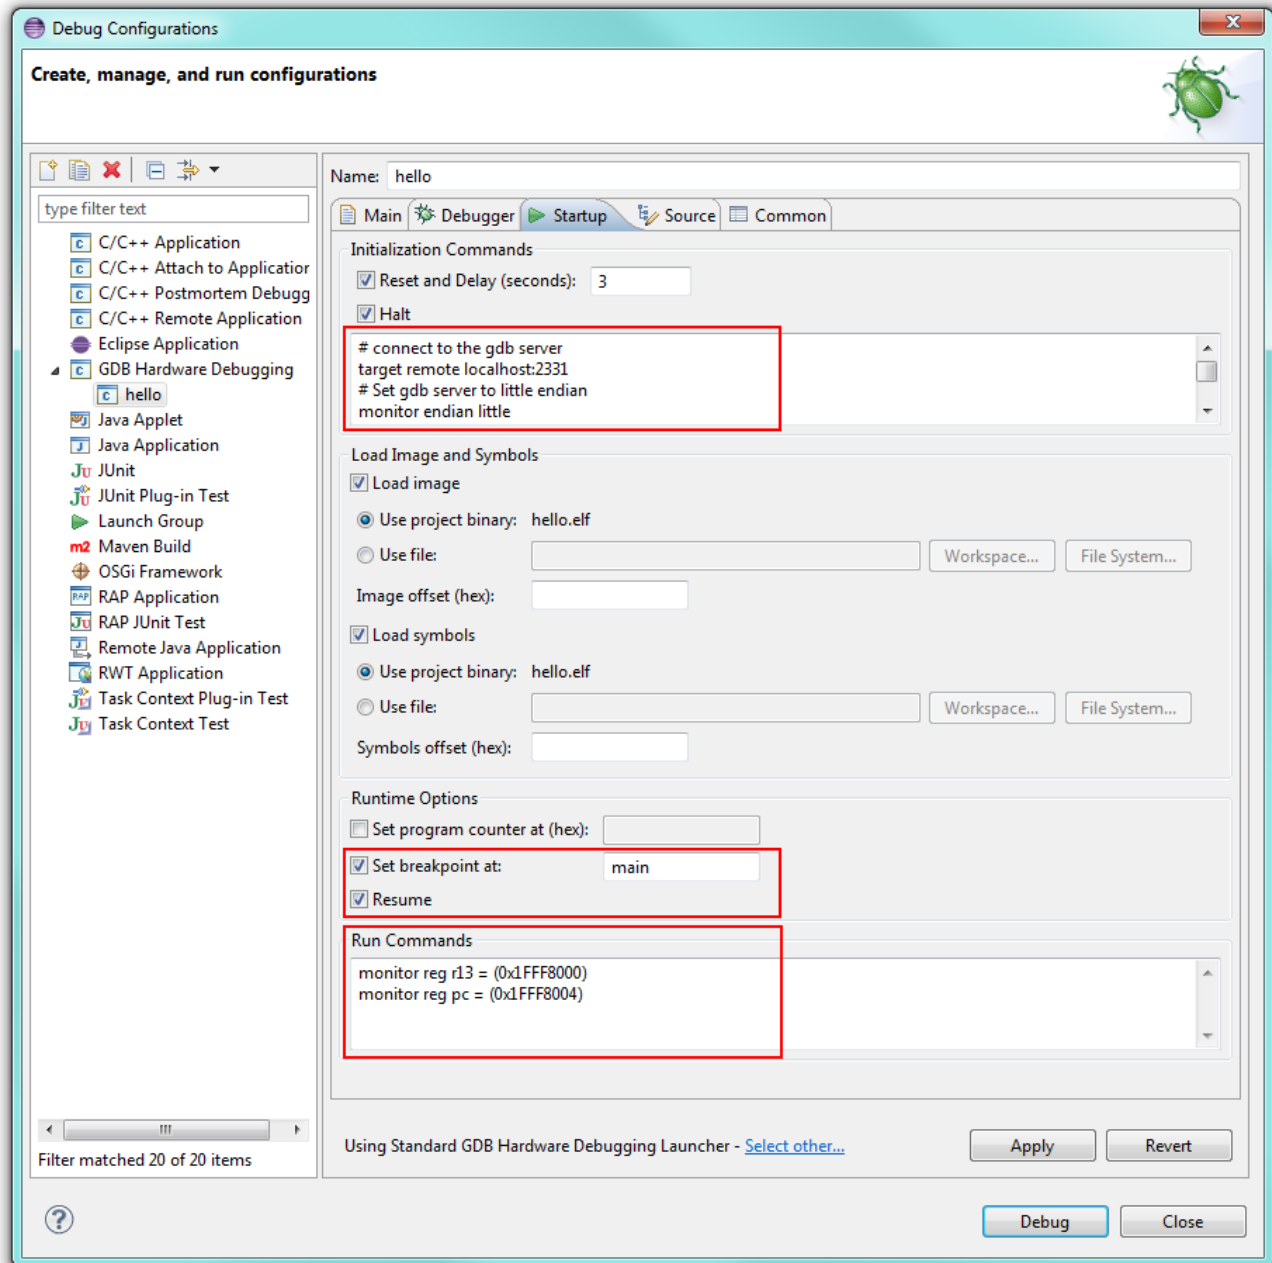 Debug Configurations
Create, manage, and run configurations
type filter text
C/C++ Application
C/C++ Attach to Application
C/C++ Postmortem Debugg
C/C++ Remote Application
Eclipse Application
GDB Hardware Debugging
hello
Java Applet
Java Application
JUnit
JUnit Plug-in Test
Launch Group
m2 Maven Build
OSGi Framework
RAP Application
RAP JUnit Test
Remote Java Application
RWT Application
Task Context Plug-in Test
Task Context Test
Filter matched 20 of 20 items
Name: hello
Main Debugger Startup Source Common
Initialization Commands
Reset and Delay (seconds): 3
Halt
# connect to the gdb server
target remote localhost:2331
# Set gdb server to little endian
monitor endian little
Load Image and Symbols
Load image
Use project binary: hello.elf
Use file: Workspace... File System...
Image offset (hex):
Load symbols
Use project binary: hello.elf
Use file: Workspace... File System...
Symbols offset (hex):
Runtime Options
Set program counter at (hex):
Set breakpoint at: main
Resume
Run Commands
monitor reg r13 = (0x1FFF8000)
monitor reg pc = (0x1FFF8004)
Using Standard GDB Hardware Debugging Launcher - Select other...
Apply Revert
Debug Close